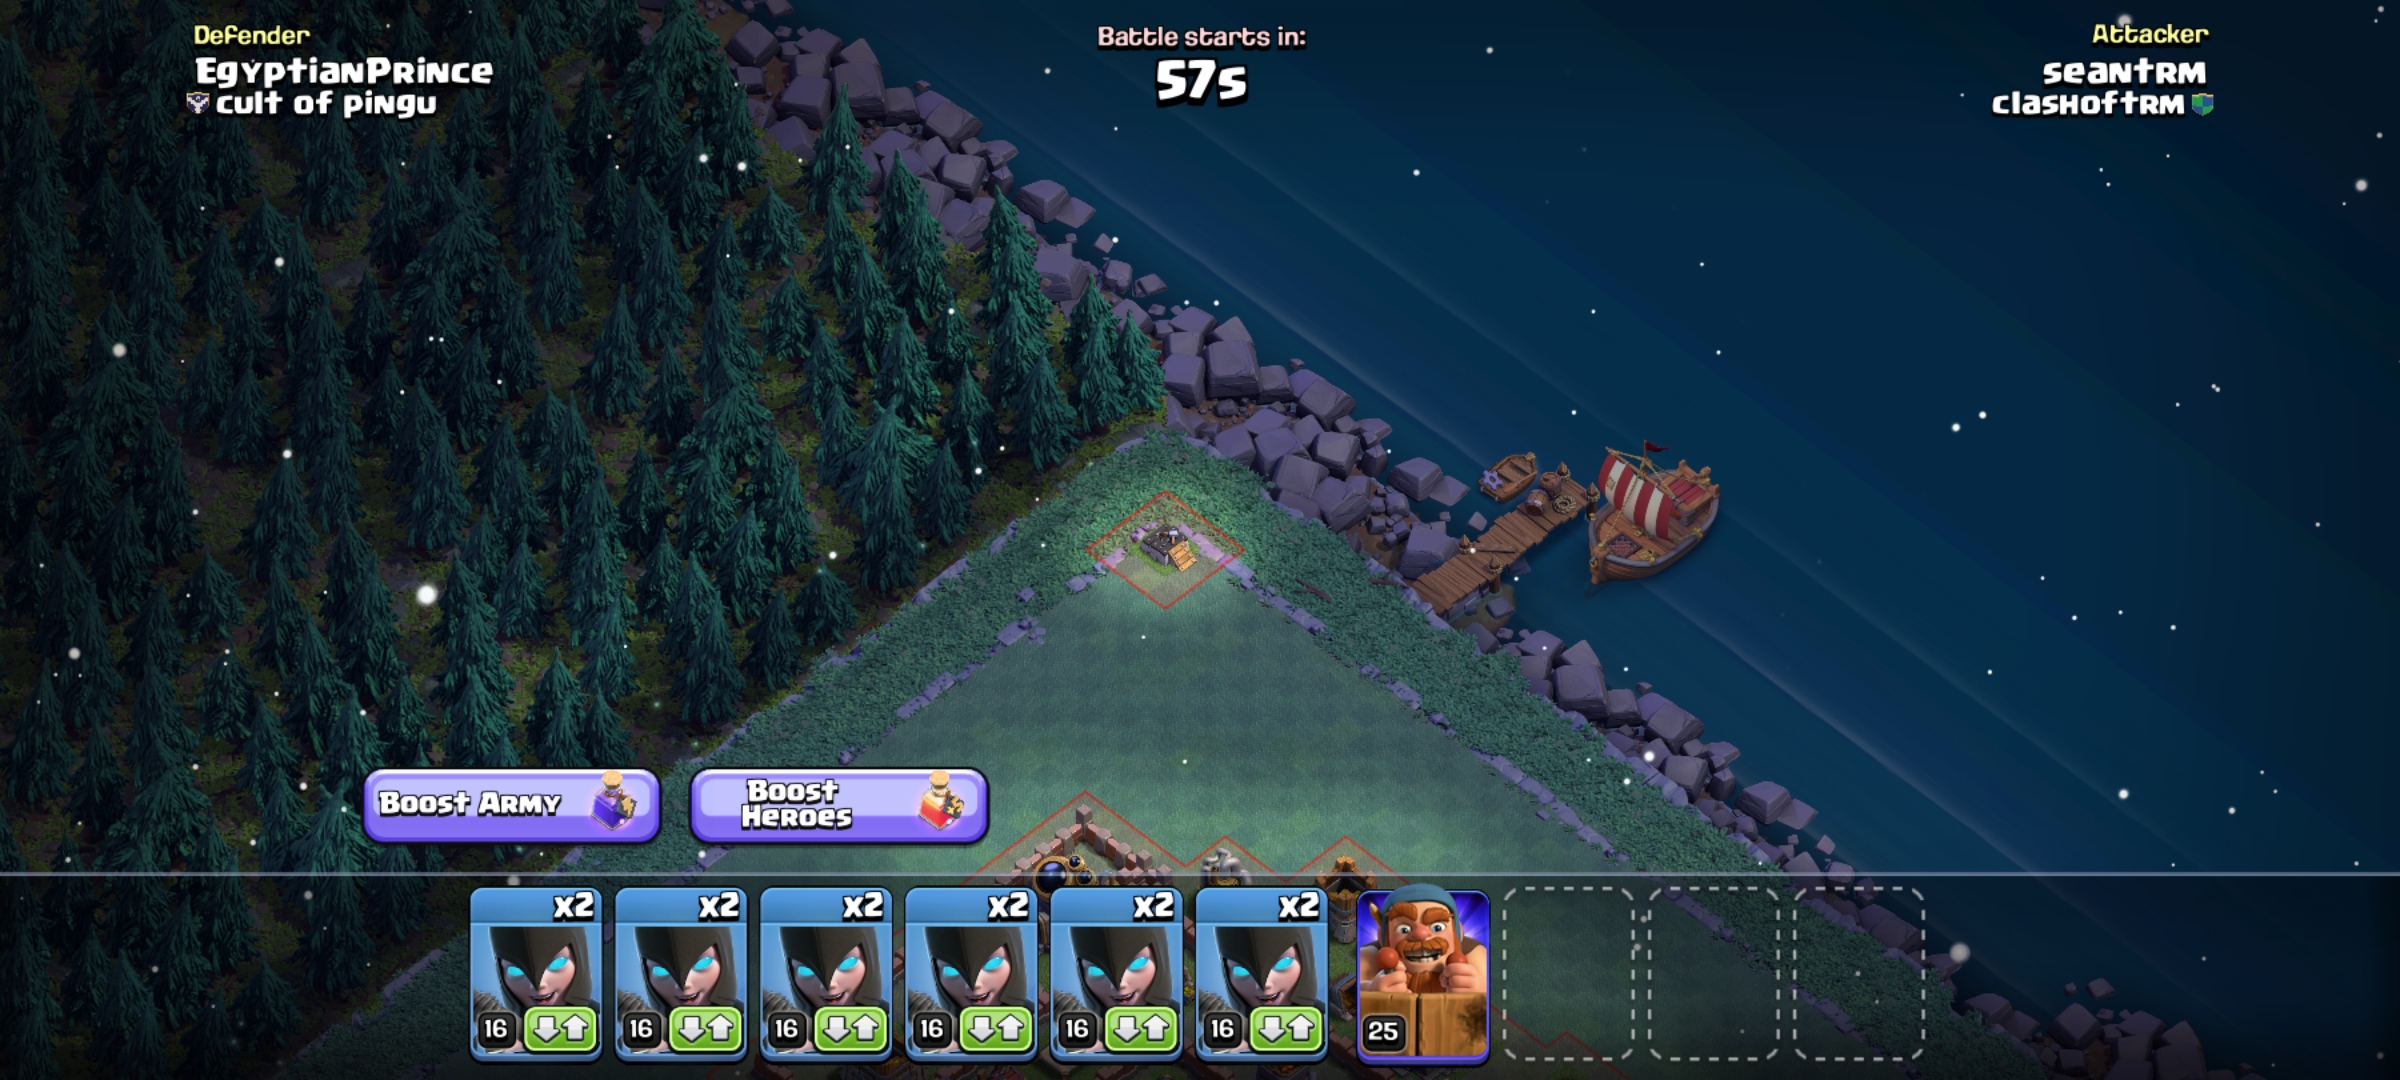 Defender
EgyptianPrince
cult of pingu
Battle starts in:
57s
Attacker
seantrm
clashoftrm
Boost Army
Boost
Heroes
x2
x2
x2
x2
x2
x2
16
16
16
16
16
16
25